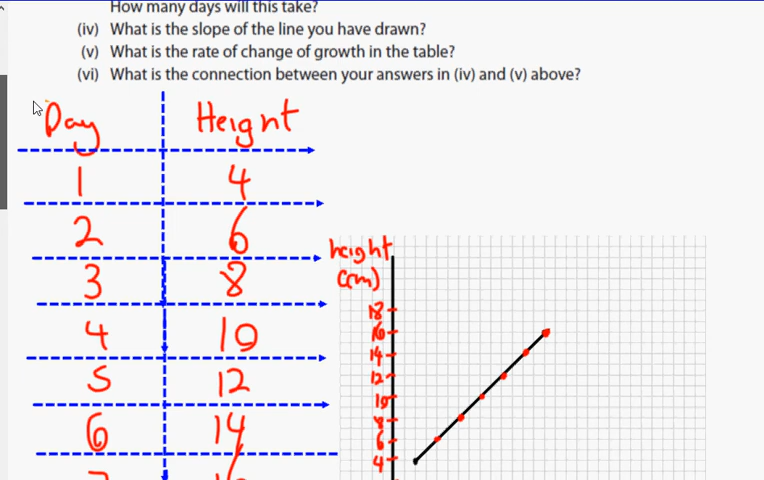 How many days will this take?
(iv) What is the slope of the line you have drawn?
(v) What is the rate of change of growth in the table?
(vi) What is the connection between your answers in (iv) and (v) above?
Day Height
1 4
2 6
3 8
4 10
5 12
6 14
7 16
height
(cm)
18
16
14
12
10
8
6
4